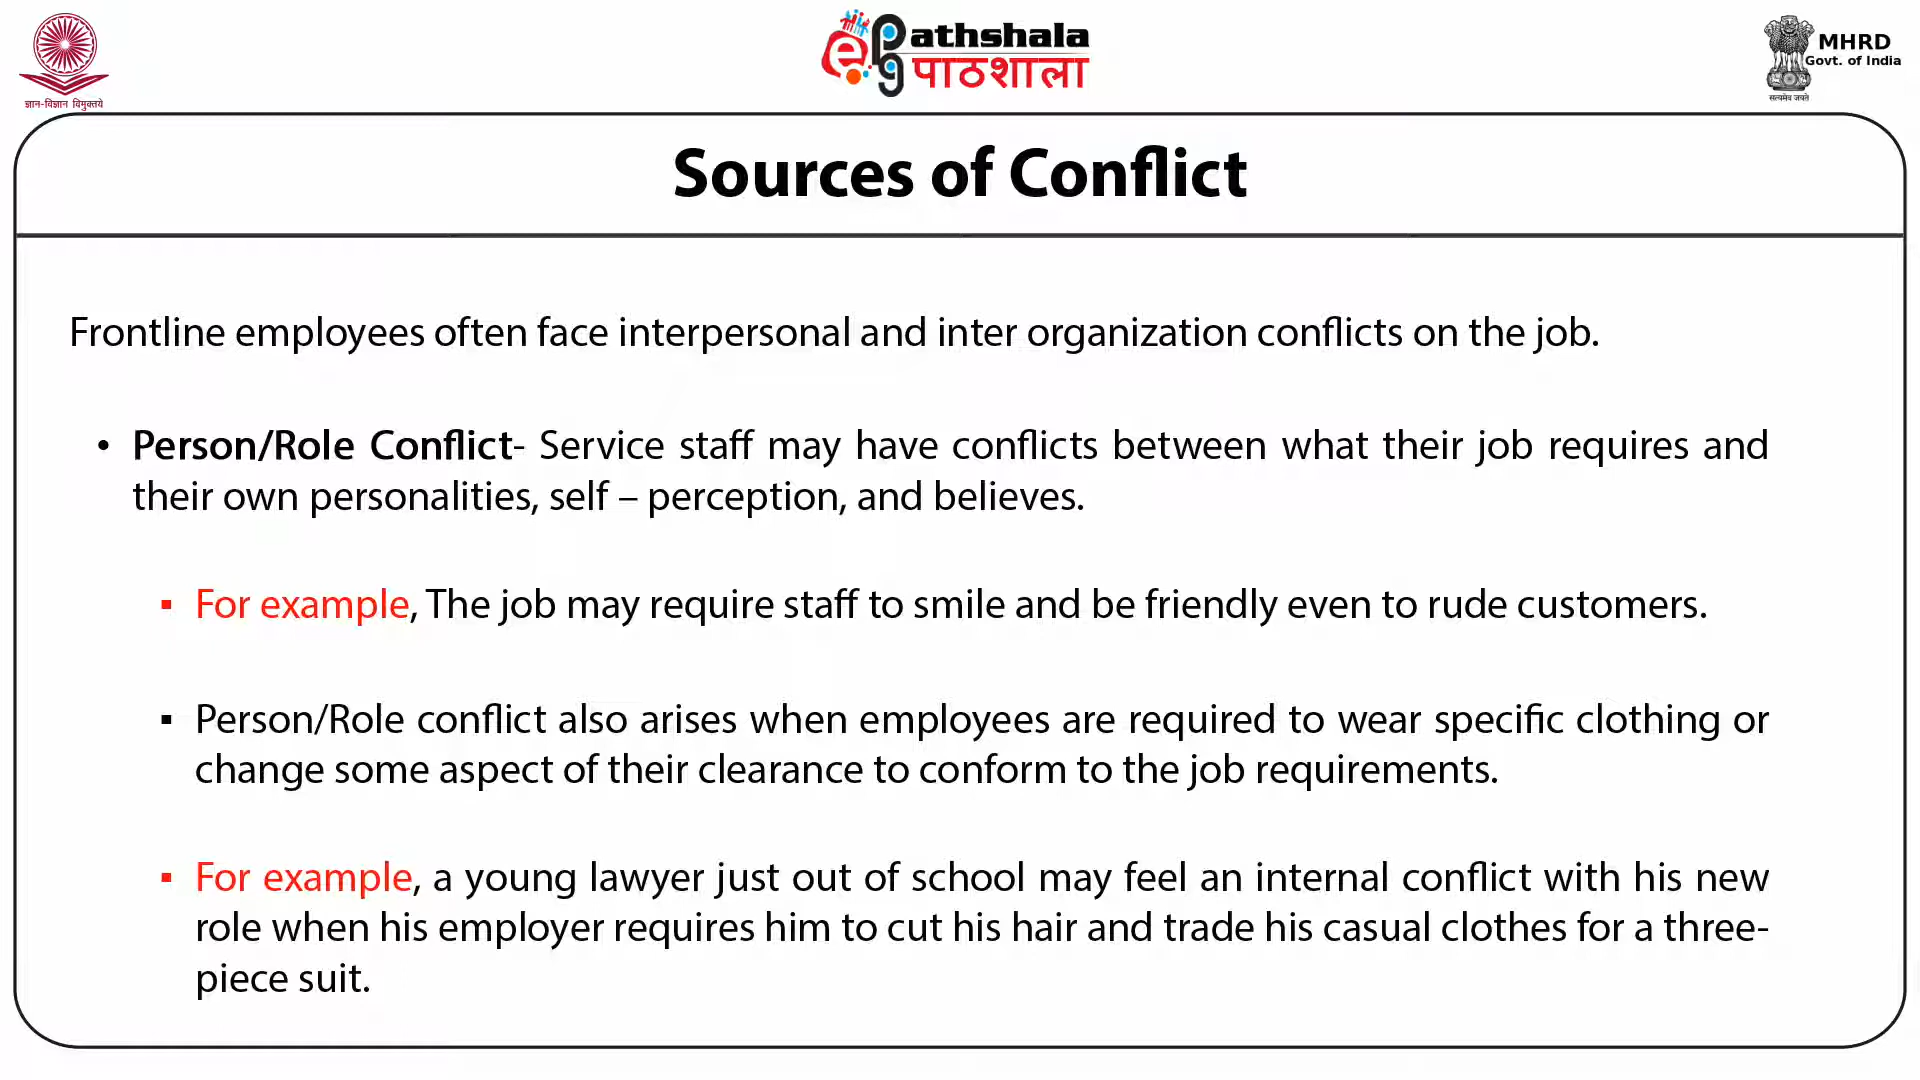 ज्ञान-विज्ञान विमुक्तये
ePathshala
पाठशाला
MHRD
Govt. of India
सत्यमेव जयते
Sources of Conflict
Frontline employees often face interpersonal and inter organization conflicts on the job.
• Person/Role Conflict- Service staff may have conflicts between what their job requires and
their own personalities, self – perception, and believes.
▪ For example, The job may require staff to smile and be friendly even to rude customers.
▪ Person/Role conflict also arises when employees are required to wear specific clothing or
change some aspect of their clearance to conform to the job requirements.
▪ For example, a young lawyer just out of school may feel an internal conflict with his new
role when his employer requires him to cut his hair and trade his casual clothes for a three-
piece suit.